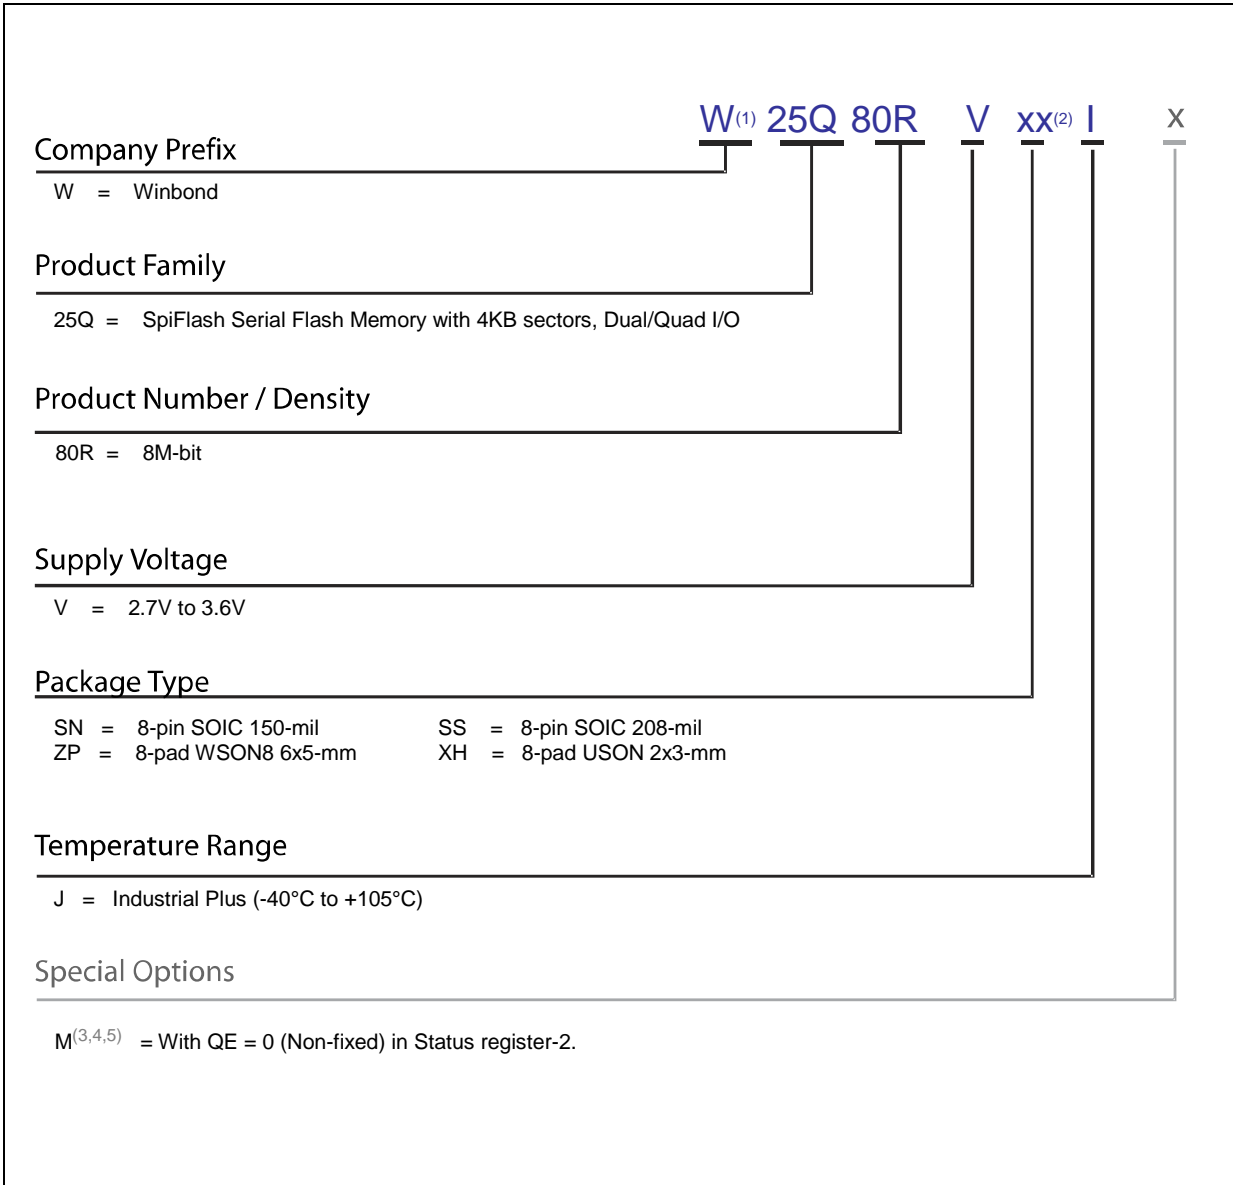 W(1) 25Q 80R V xx(2) I x
Company Prefix
W = Winbond
Product Family
25Q = SpiFlash Serial Flash Memory with 4KB sectors, Dual/Quad I/O
Product Number / Density
80R = 8M-bit
Supply Voltage
V = 2.7V to 3.6V
Package Type
SN = 8-pin SOIC 150-mil SS = 8-pin SOIC 208-mil
ZP = 8-pad WSON8 6x5-mm XH = 8-pad USON 2x3-mm
Temperature Range
J = Industrial Plus (-40°C to +105°C)
Special Options
M(3,4,5) = With QE = 0 (Non-fixed) in Status register-2.